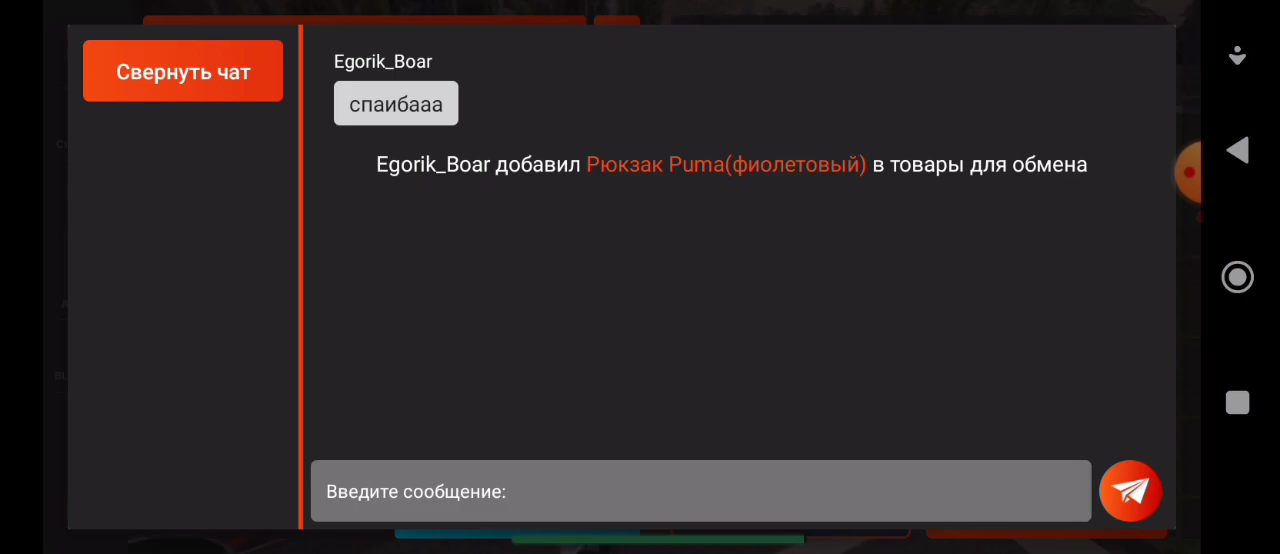 Свернуть чат
Egorik_Boar
спаибааа
Egorik_Boar добавил Рюкзак Puma(фиолетовый) в товары для обмена
Введите сообщение: